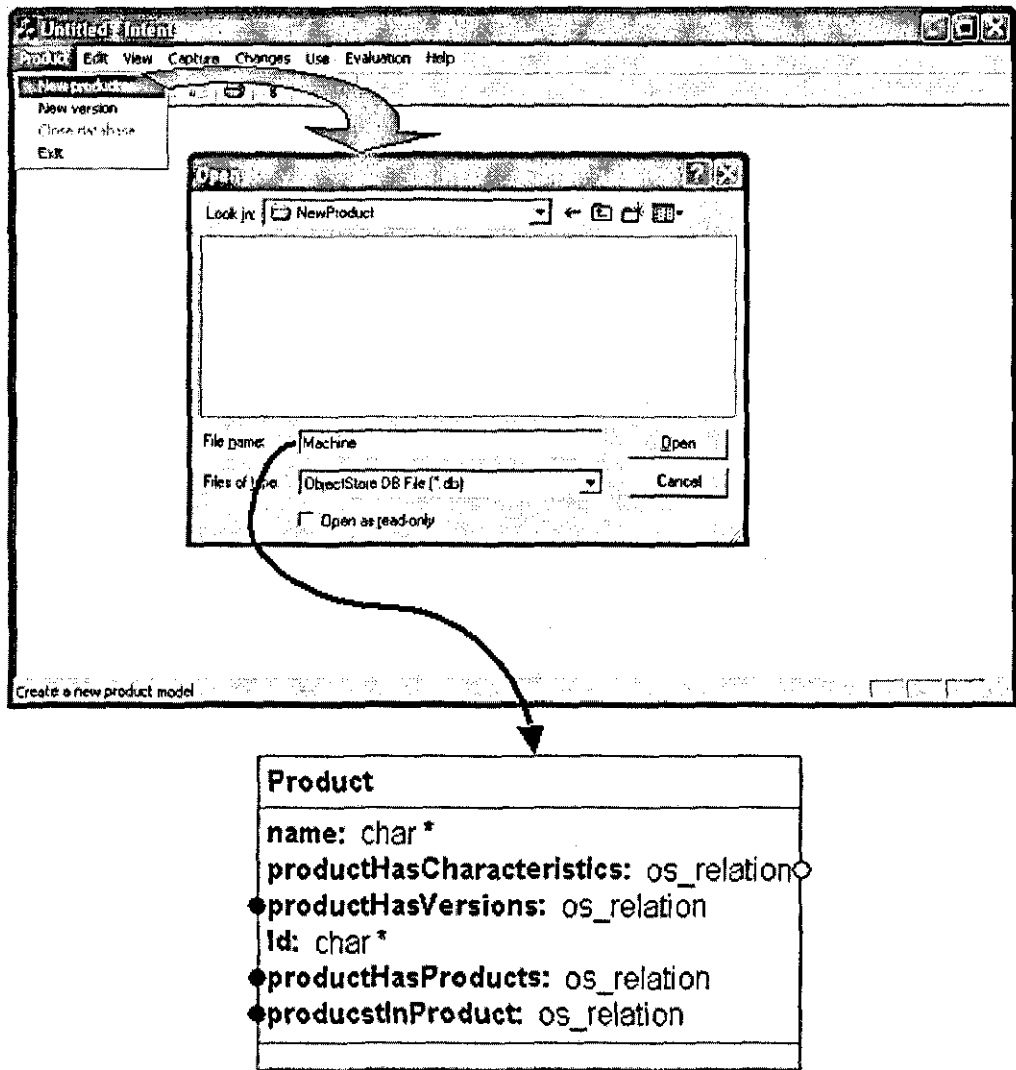 Untitled - Intent
Product Edit View Capture Changes Use Evaluation Help
New product
New version
Close database
Exit
Open
Look in: NewProduct
File name: Machine Open
Files of type: ObjectStore DB File (*.db) Cancel
Open as read-only
Create a new product model
Product
name: char *
productHasCharacteristics: os_relation
productHasVersions: os_relation
Id: char *
productHasProducts: os_relation
producstInProduct: os_relation